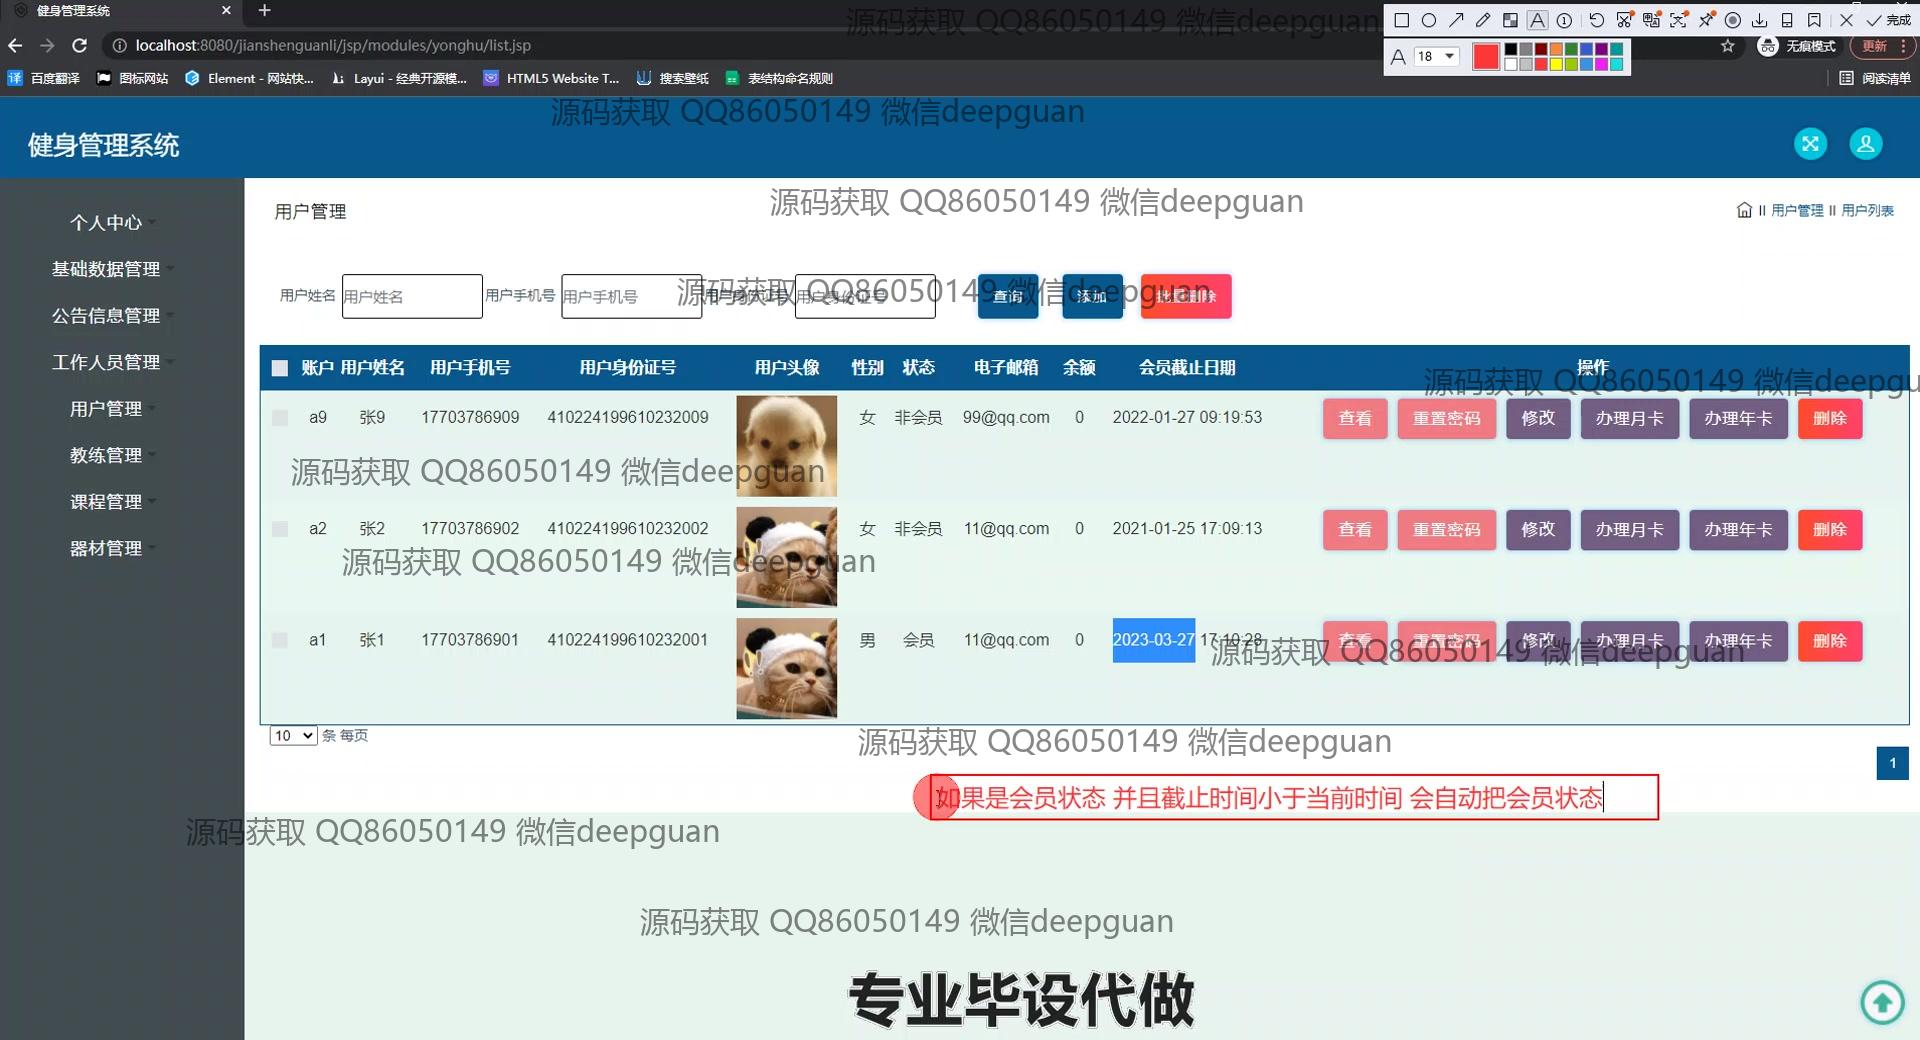 健身管理系统
源码获取 QQ86050149 微信deepguan
完成
localhost:8080/jianshenguanli/jsp/modules/yonghu/list.jsp
无痕模式
更新
A 18
百度翻译
图标网站
Element - 网站快...
Layui - 经典开源模...
HTML5 Website T...
搜索壁纸
表结构命名规则
阅读清单
源码获取 QQ86050149 微信deepguan
健身管理系统
个人中心
基础数据管理
公告信息管理
工作人员管理
用户管理
教练管理
课程管理
器材管理
用户管理
源码获取 QQ86050149 微信deepguan
用户管理 用户列表
用户姓名 用户姓名 用户手机号 用户手机号 用户身份证号 用户身份证号 查询 添加 批量删除
源码获取 QQ86050149 微信deepguan
账户 用户姓名 用户手机号 用户身份证号 用户头像 性别 状态 电子邮箱 余额 会员截止日期 操作
源码获取 QQ86050149 微信deepgu
a9 张9 17703786909 410224199610232009 女 非会员 99@qq.com 0 2022-01-27 09:19:53 查看 重置密码 修改 办理月卡 办理年卡 删除
源码获取 QQ86050149 微信deepguan
a2 张2 17703786902 410224199610232002 女 非会员 11@qq.com 0 2021-01-25 17:09:13 查看 重置密码 修改 办理月卡 办理年卡 删除
源码获取 QQ86050149 微信deepguan
a1 张1 17703786901 410224199610232001 男 会员 11@qq.com 0 2023-03-27 17:10:28 查看 重置密码 修改 办理月卡 办理年卡 删除
源码获取 QQ86050149 微信deepguan
10 条 每页
源码获取 QQ86050149 微信deepguan
1
如果是会员状态 并且截止时间小于当前时间 会自动把会员状态
源码获取 QQ86050149 微信deepguan
源码获取 QQ86050149 微信deepguan
专业毕设代做